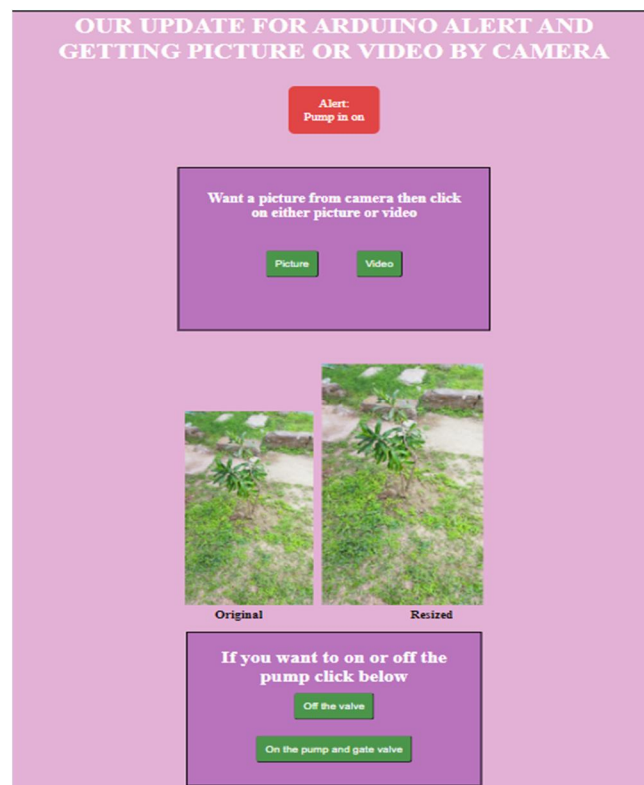 OUR UPDATE FOR ARDUINO ALERT AND
GETTING PICTURE OR VIDEO BY CAMERA
Alert:
Pump in on
Want a picture from camera then click
on either picture or video
Picture
Video
Original
Resized
If you want to on or off the
pump click below
Off the valve
On the pump and gate valve